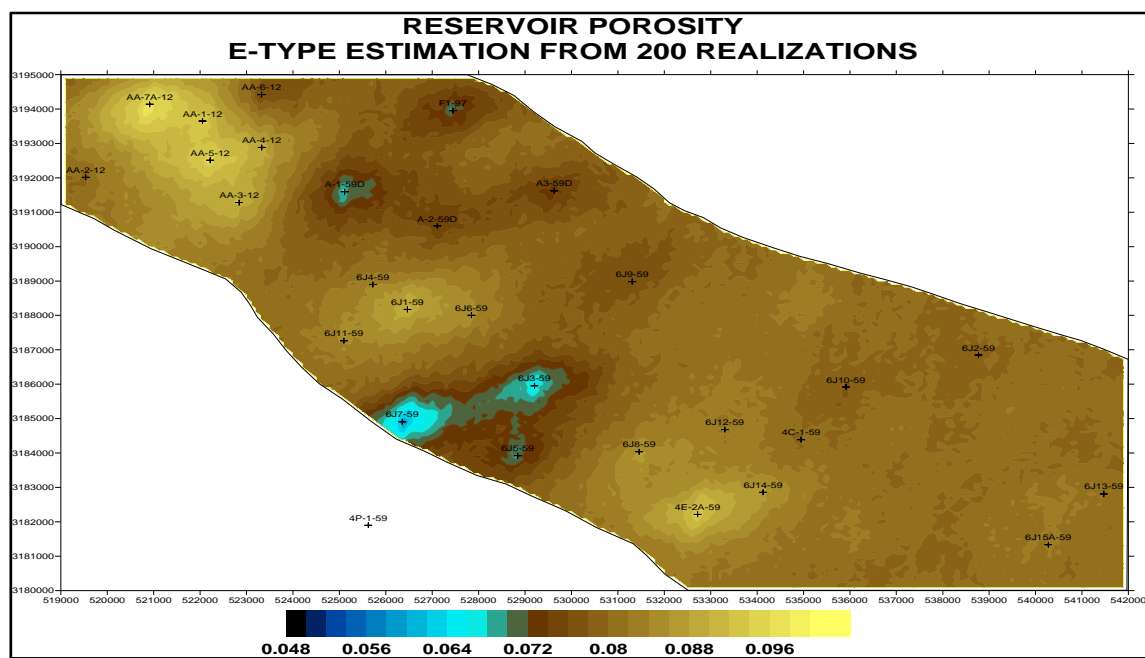 RESERVOIR POROSITY
E-TYPE ESTIMATION FROM 200 REALIZATIONS
3195000
AA-6-12
AA-7A-12
F1-97
3194000
AA-1-12
3193000
AA-4-12
AA-5-12
AA-2-12
3192000
A-1-59D
A3-59D
AA-3-12
3191000
A-2-59D
3190000
6J4-59
6J9-59
3189000
6J1-59
6J6-59
3188000
6J11-59
3187000
6J2-59
6J3-59
6J10-59
3186000
6J7-59
3185000
6J12-59
4C-1-59
6J8-59
6J5-59
3184000
6J14-59
6J13-59
3183000
4E-2A-59
4P-1-59
3182000
6J15A-59
3181000
3180000
519000 520000 521000 522000 523000 524000 525000 526000 527000 528000 529000 530000 531000 532000 533000 534000 535000 536000 537000 538000 539000 540000 541000 542000
0.048 0.056 0.064 0.072 0.08 0.088 0.096